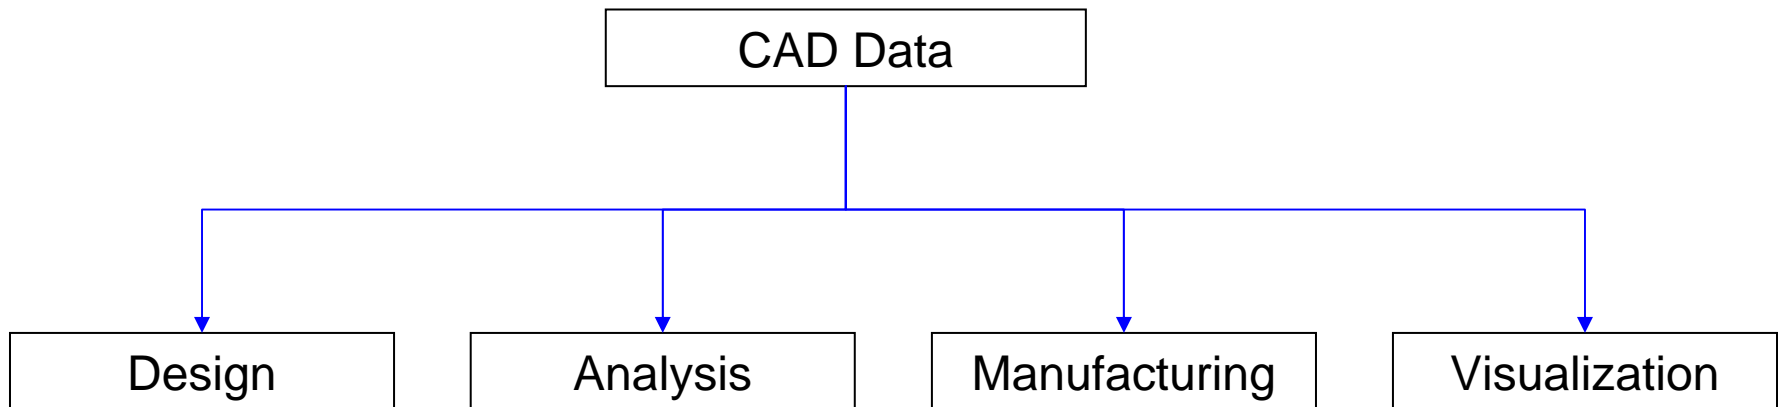 CAD Data
Design
Analysis
Manufacturing
Visualization